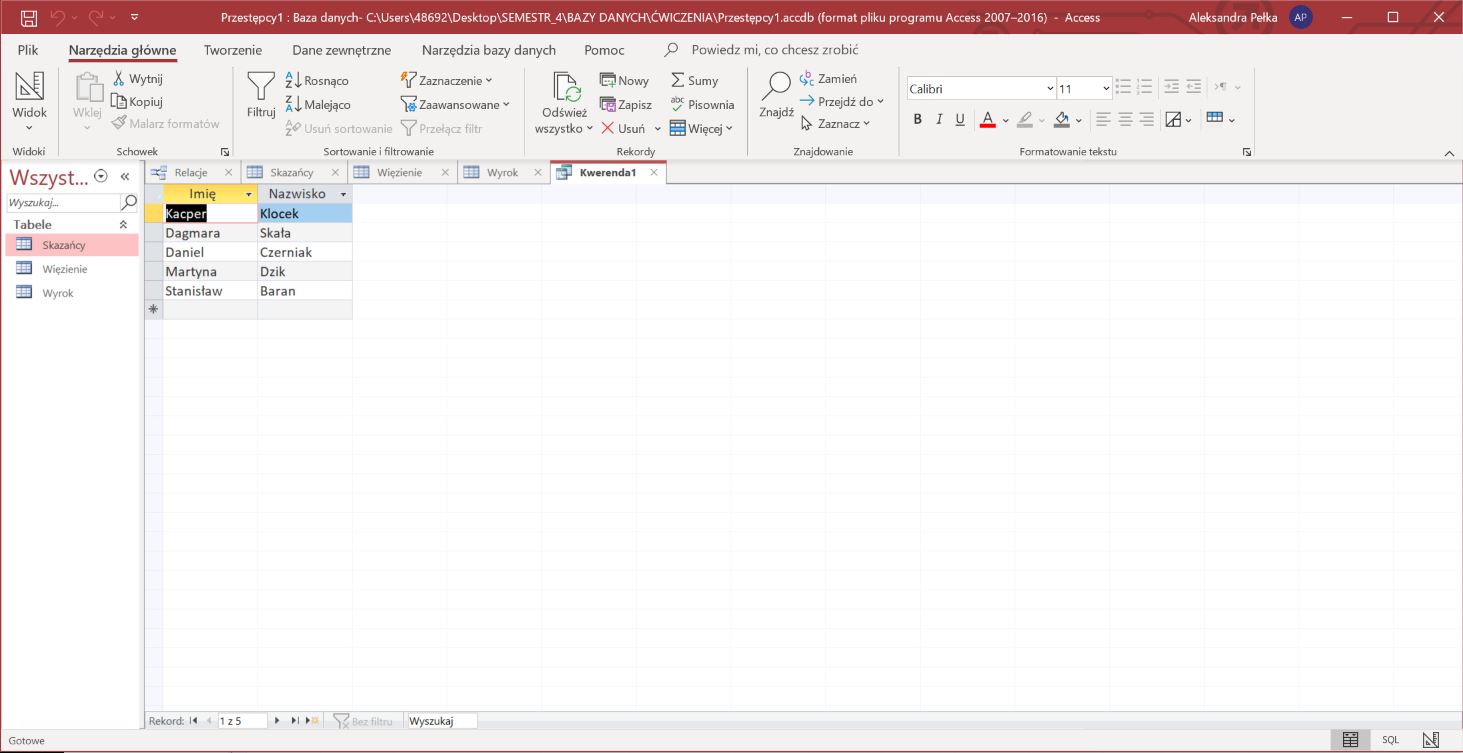 Przestępcy1 : Baza danych- C:\Users\48692\Desktop\SEMESTR_4\BAZY DANYCH\ĆWICZENIA\Przestępcy1.accdb (format pliku programu Access 2007–2016) - Access
Aleksandra Pełka AP
Plik Narzędzia główne Tworzenie Dane zewnętrzne Narzędzia bazy danych Pomoc Powiedz mi, co chcesz zrobić
Widok
Widoki
Wklej
Wytnij
Kopiuj
Malarz formatów
Schowek
Filtruj
Rosnąco
Malejąco
Usuń sortowanie
Zaznaczenie
Zaawansowane
Przełącz filtr
Sortowanie i filtrowanie
Odśwież
wszystko
Nowy
Zapisz
Usuń
Sumy
Pisownia
Więcej
Rekordy
Znajdź
Zamień
Przejdź do
Zaznacz
Znajdowanie
Calibri 11
B I U A
Formatowanie tekstu
Wszyst...
Wyszukaj...
Tabele
Skazańcy
Więzienie
Wyrok
Relacje Skazańcy Więzienie Wyrok Kwerenda1
Imię Nazwisko
Kacper Klocek
Dagmara Skała
Daniel Czerniak
Martyna Dzik
Stanisław Baran
Rekord: 1 z 5 Bez filtru Wyszukaj
Gotowe
SQL